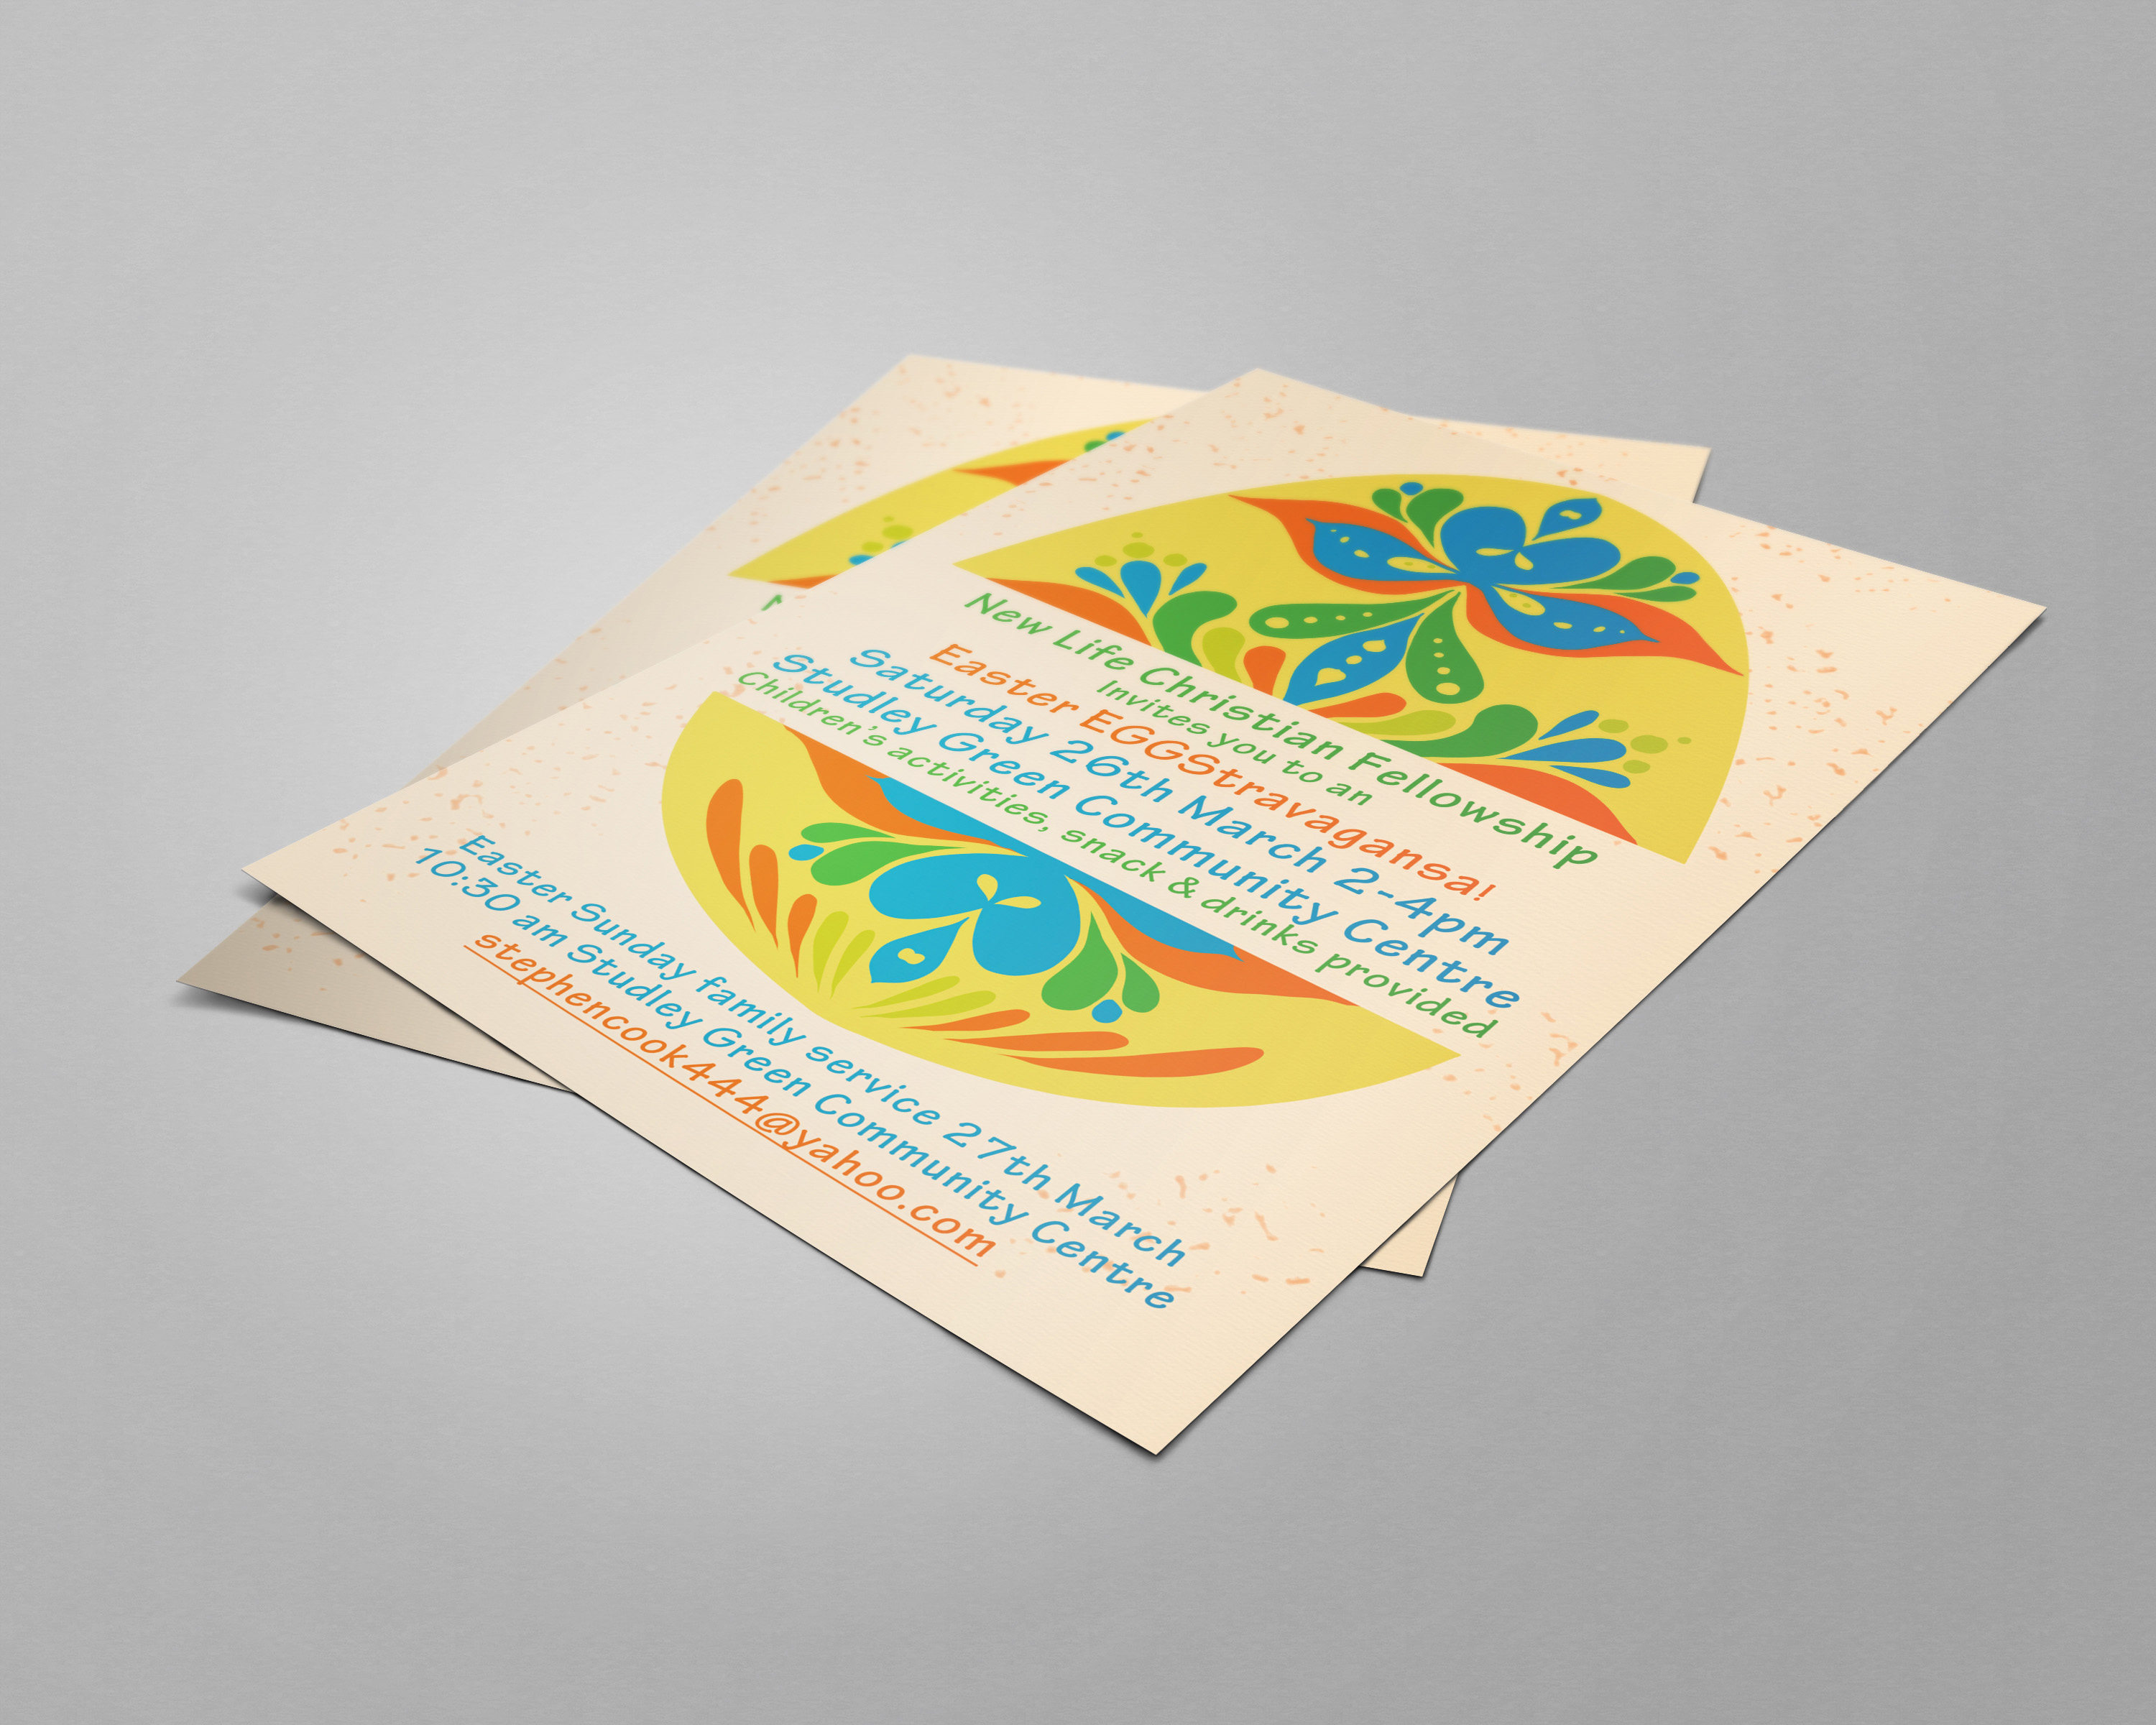 New Life Christian Fellowship
Invites you to an
Easter EGGStravagansa!
Saturday 26th March 2-4pm
Studley Green Community Centre
Children's activities, snack & drinks provided
Easter Sunday family service 27th March
10:30 am Studley Green Community Centre
stephencook444@yahoo.com